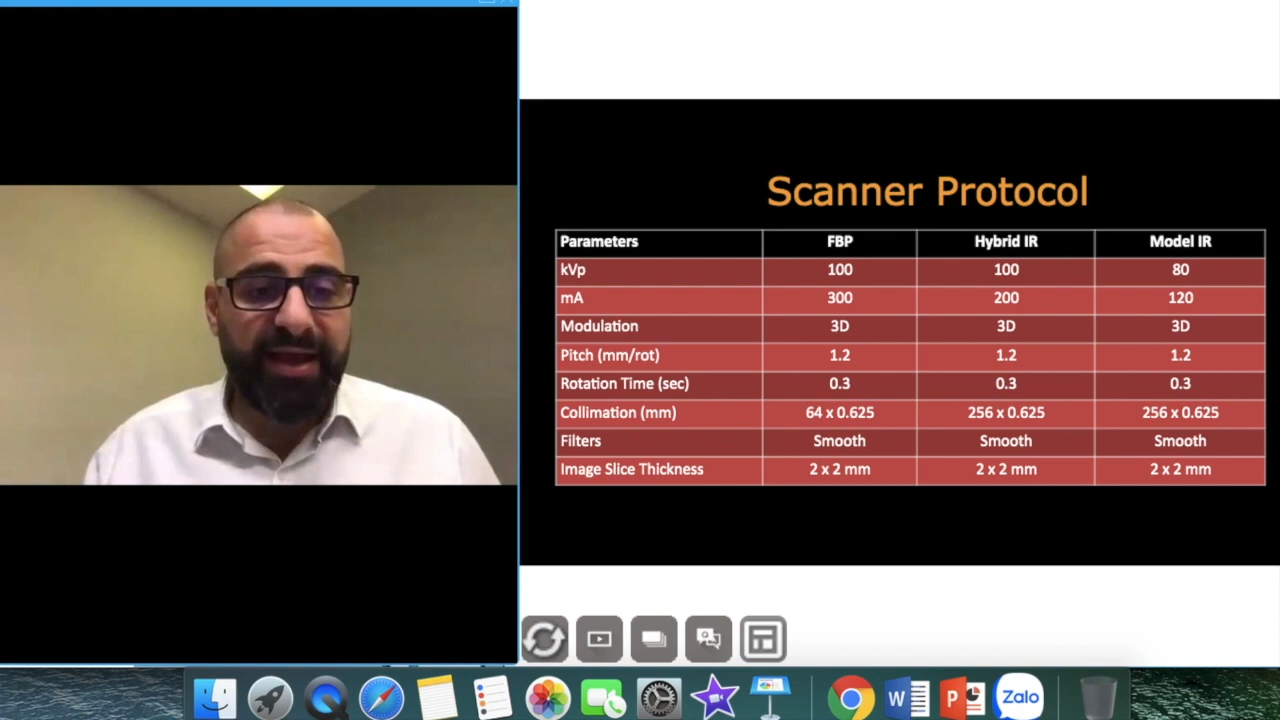 Scanner Protocol
Parameters FBP Hybrid IR Model IR
kVp 100 100 80
mA 300 200 120
Modulation 3D 3D 3D
Pitch (mm/rot) 1.2 1.2 1.2
Rotation Time (sec) 0.3 0.3 0.3
Collimation (mm) 64 x 0.625 256 x 0.625 256 x 0.625
Filters Smooth Smooth Smooth
Image Slice Thickness 2 x 2 mm 2 x 2 mm 2 x 2 mm
W P Zalo